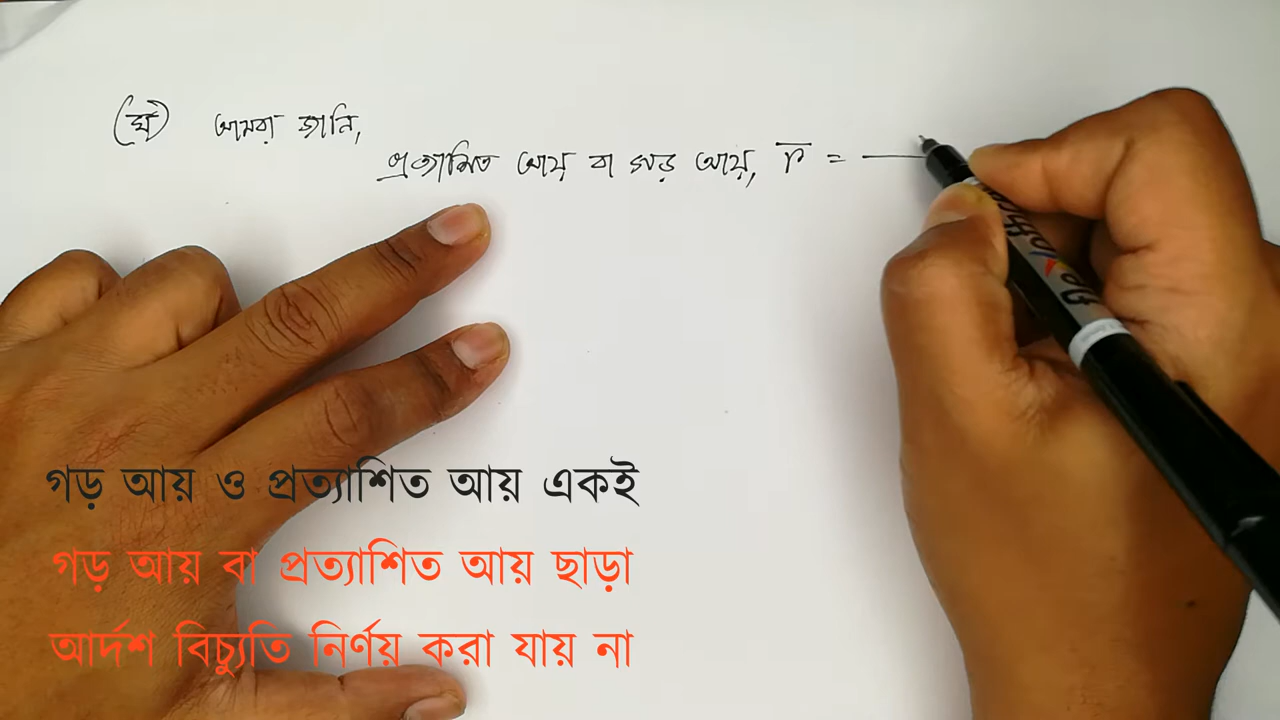 (ঘ) আমরা জানি,
প্রত্যাশিত আয় বা গড় আয়, r̅ =
গড় আয় ও প্রত্যাশিত আয় একই
গড় আয় বা প্রত্যাশিত আয় ছাড়া
আর্দশ বিচ্যুতি নির্ণয় করা যায় না